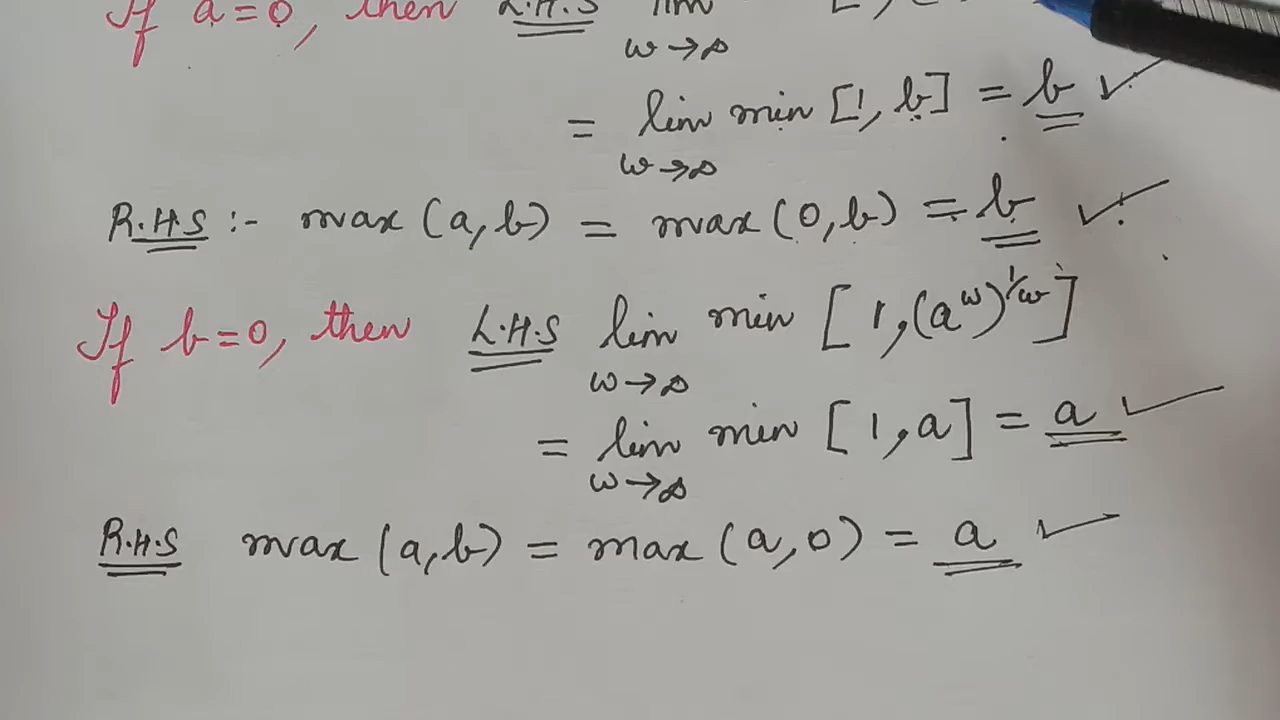 If a=0, then L.H.S lim
w→∞
= lim min [1, b] = b ✓
w→∞
R.H.S :- max (a, b) = max (0, b) = b ✓
If b=0, then L.H.S lim min [1, (a^w)^1/w]
w→∞
= lim min [1, a] = a ✓
w→∞
R.H.S max (a, b) = max (a, 0) = a ✓